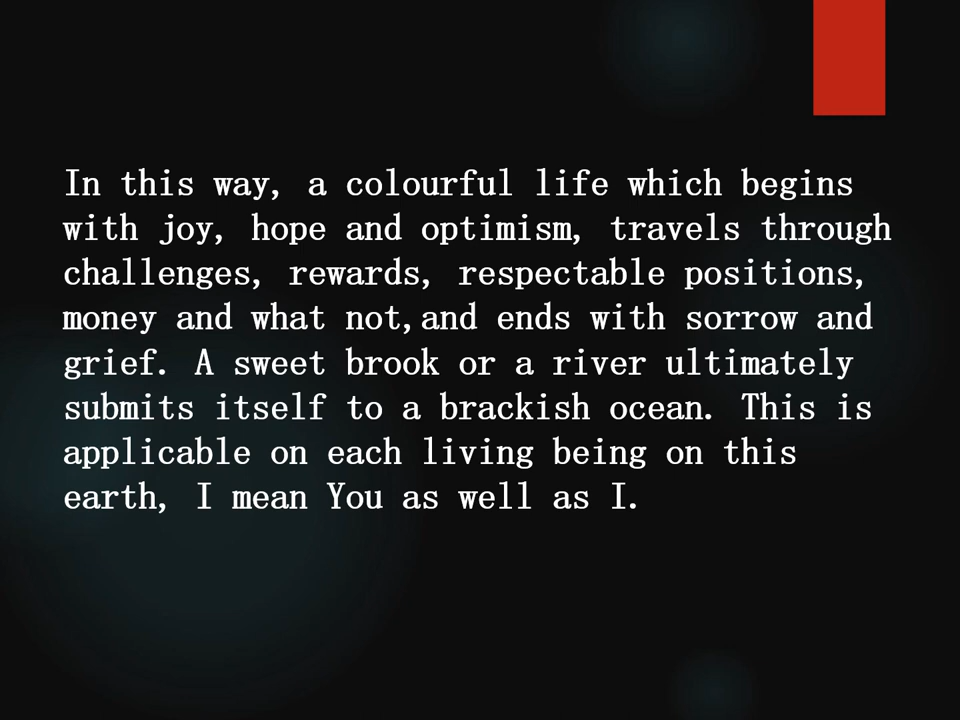 In this way, a colourful life which begins
with joy, hope and optimism, travels through
challenges, rewards, respectable positions,
money and what not,and ends with sorrow and
grief. A sweet brook or a river ultimately
submits itself to a brackish ocean. This is
applicable on each living being on this
earth, I mean You as well as I.